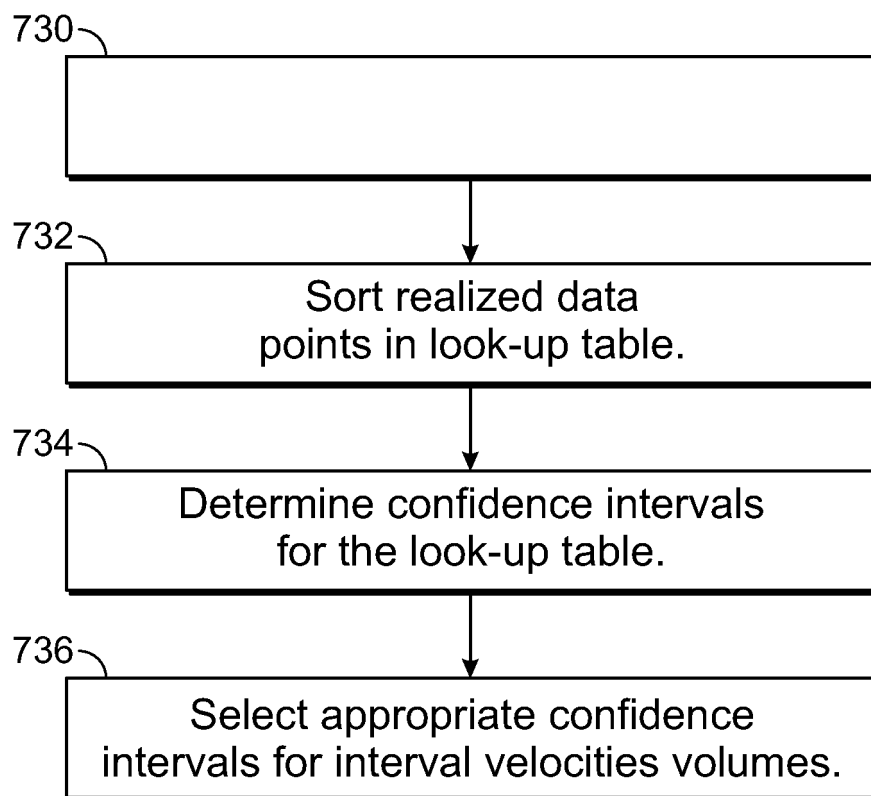 730
732
Sort realized data
points in look-up table.
734
Determine confidence intervals
for the look-up table.
736
Select appropriate confidence
intervals for interval velocities volumes.